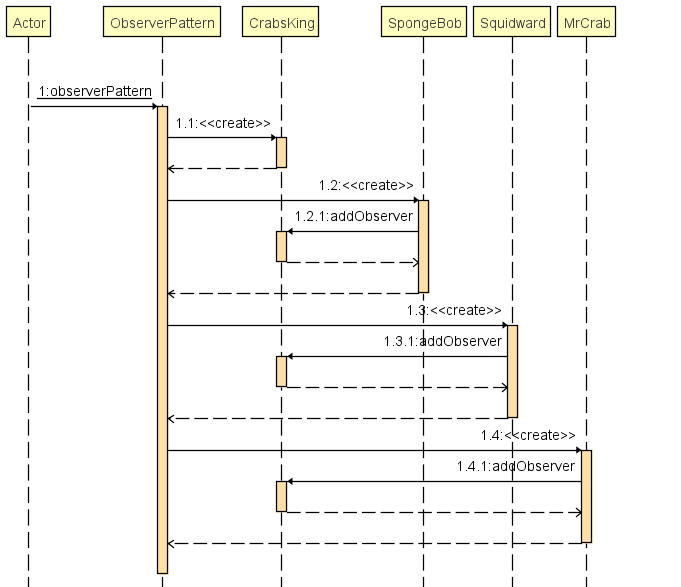 Actor ObserverPattern CrabsKing SpongeBob Squidward MrCrab
1:observerPattern
1.1:<<create>>
1.2:<<create>>
1.2.1:addObserver
1.3:<<create>>
1.3.1:addObserver
1.4:<<create>>
1.4.1:addObserver